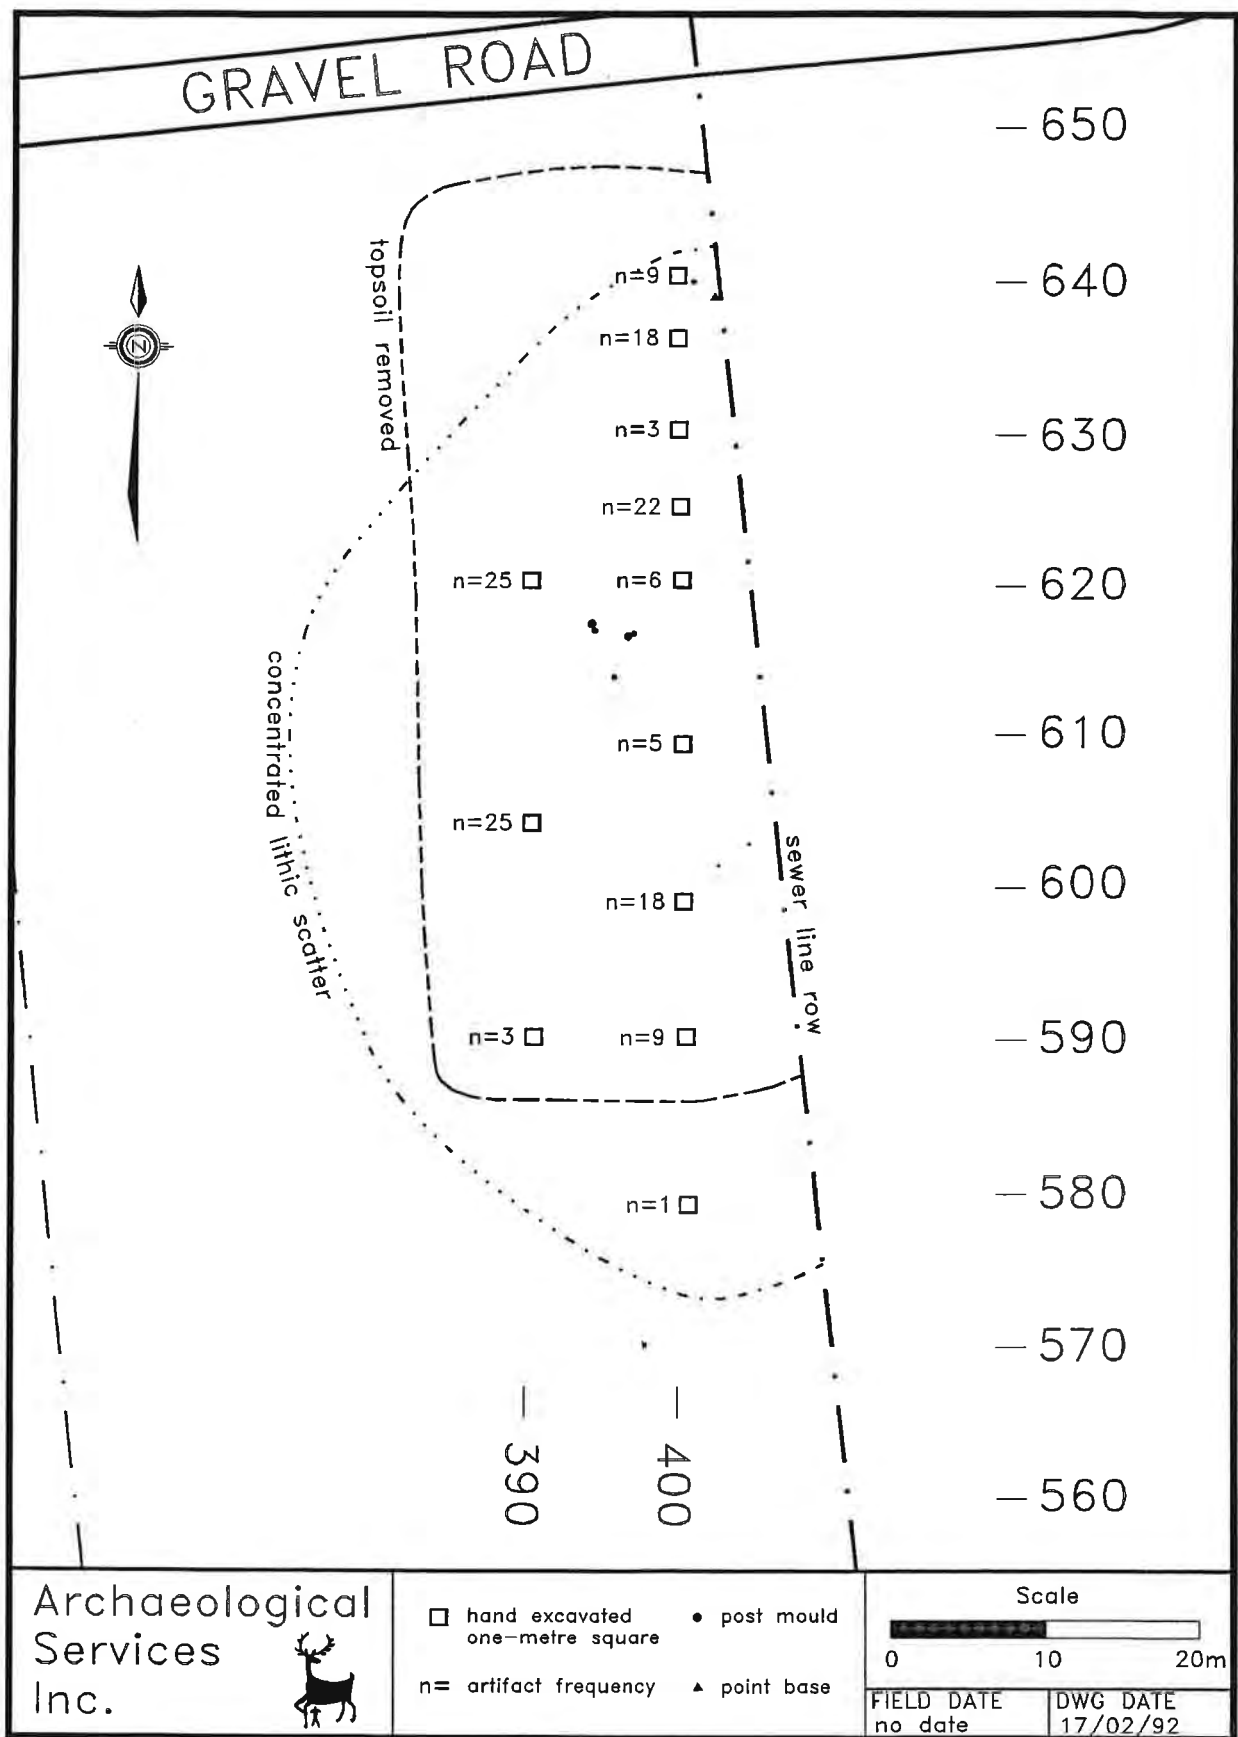 GRAVEL ROAD
— 650
topsoil removed
n=9
— 640
N
n=18
n=3
— 630
n=22
n=25
n=6
— 620
concentrated lithic scatter
n=5
— 610
n=25
sewer line row
n=18
— 600
n=3
n=9
— 590
n=1
— 580
— 570
— 390
— 400
— 560
Archaeological
Services
Inc.
hand excavated
one-metre square
n= artifact frequency
post mould
point base
Scale
0 10 20m
FIELD DATE
no date
DWG DATE
17/02/92